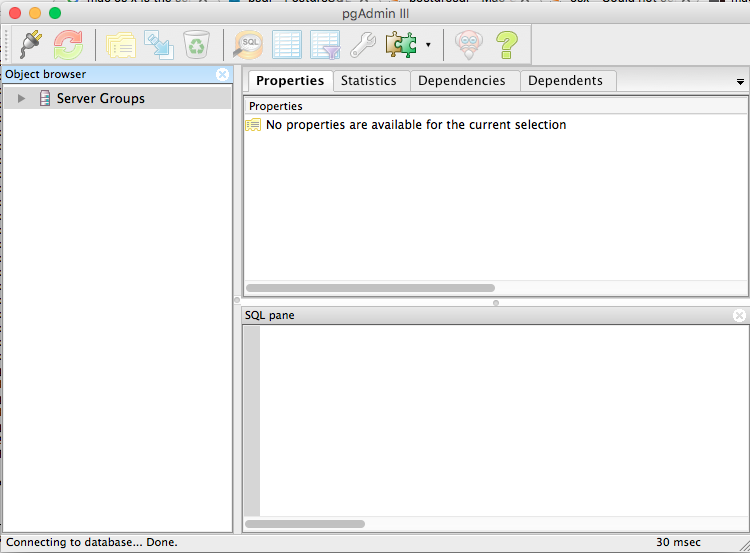 pgAdmin III
SQL
Object browser
Properties Statistics Dependencies Dependents
Server Groups
Properties
No properties are available for the current selection
SQL pane
Connecting to database... Done. 30 msec